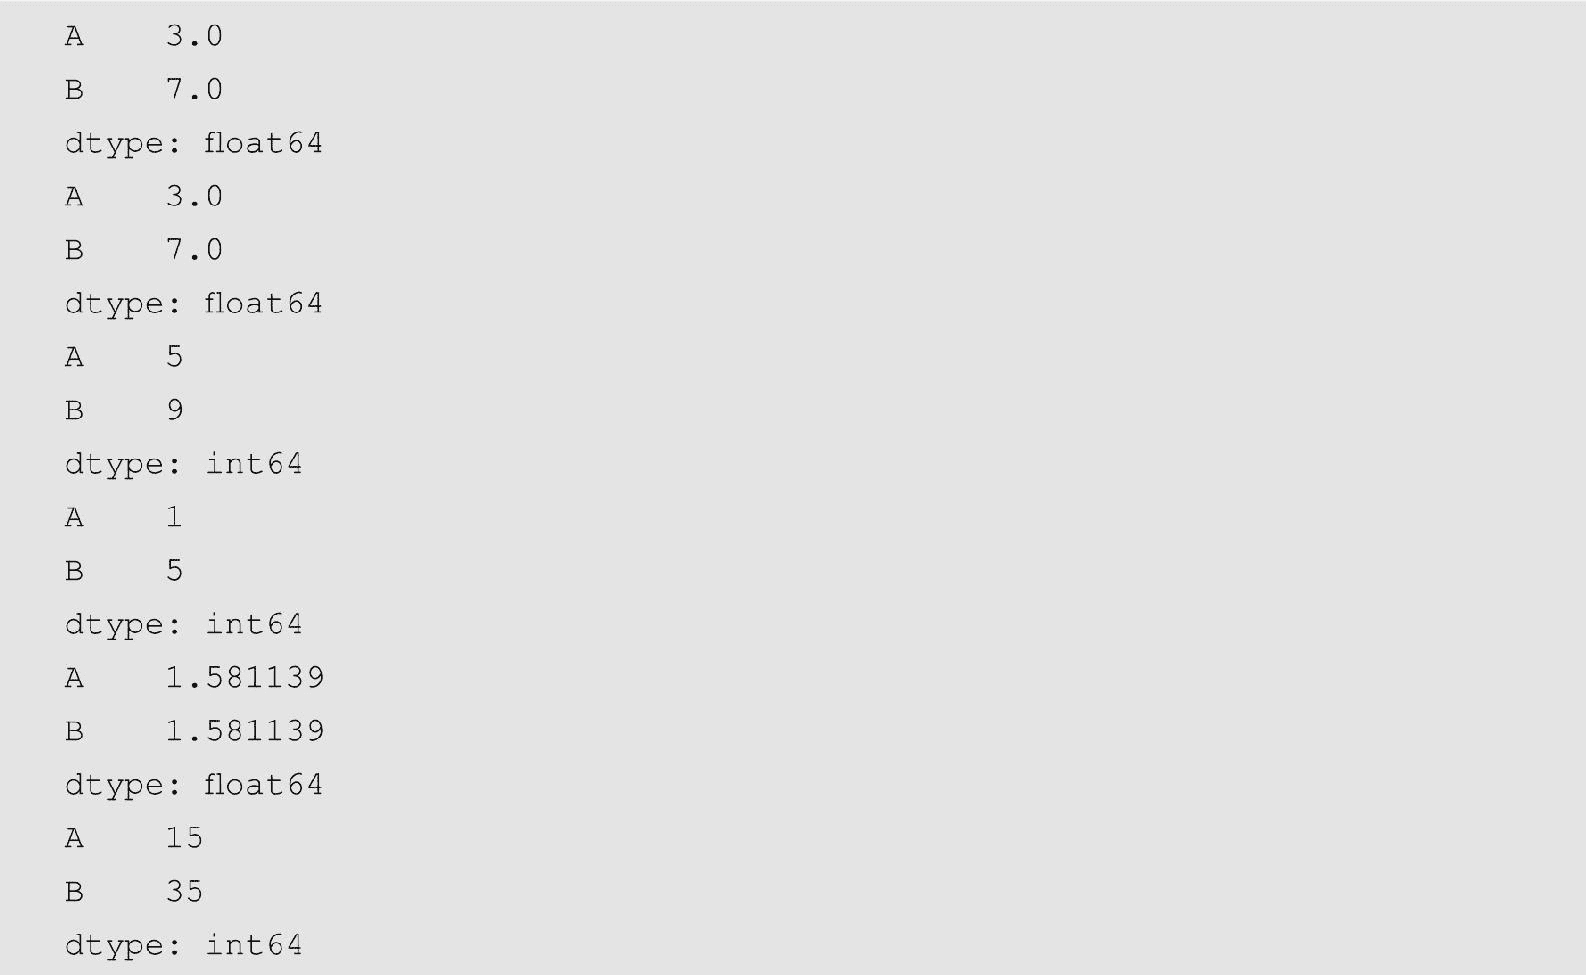 A    3.0
B    7.0
dtype: float64
A    3.0
B    7.0
dtype: float64
A    5
B    9
dtype: int64
A    1
B    5
dtype: int64
A    1.581139
B    1.581139
dtype: float64
A    15
B    35
dtype: int64